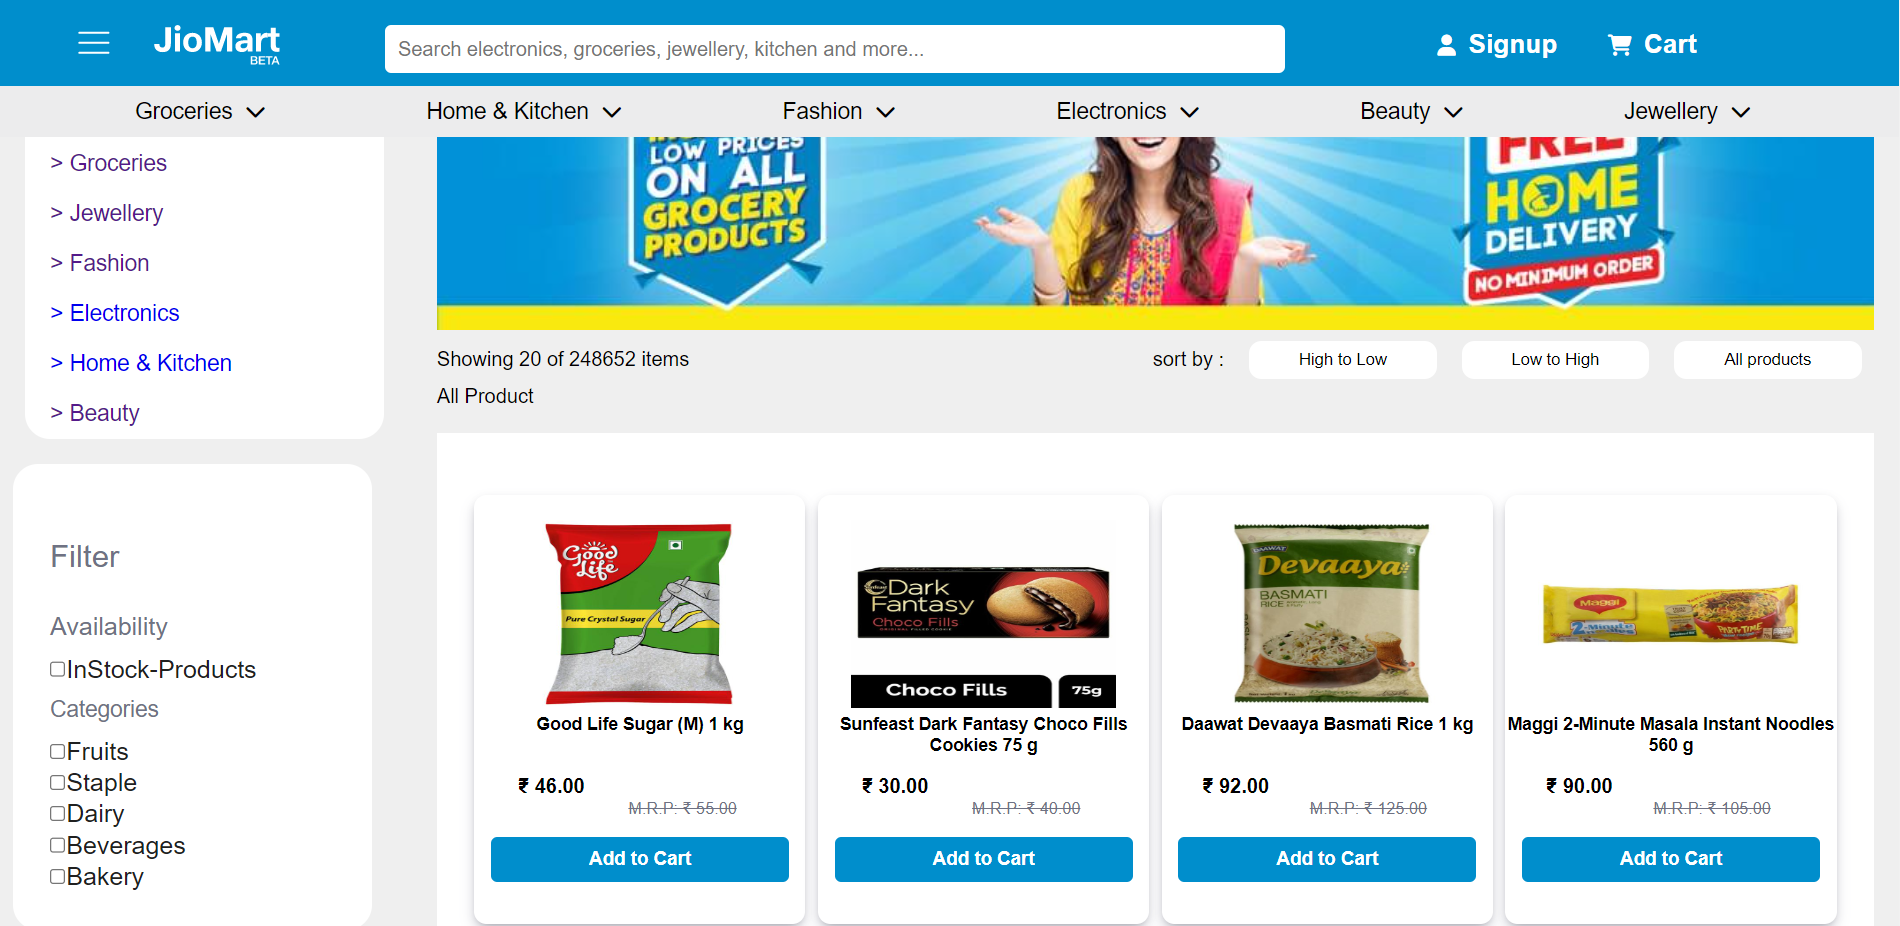 JioMart
BETA
Search electronics, groceries, jewellery, kitchen and more...
Signup
Cart
Groceries
Home & Kitchen
Fashion
Electronics
Beauty
Jewellery
> Groceries
> Jewellery
> Fashion
> Electronics
> Home & Kitchen
> Beauty
LOW PRICES
ON ALL
GROCERY
PRODUCTS
FREE
HOME
DELIVERY
NO MINIMUM ORDER
Showing 20 of 248652 items
sort by :
High to Low
Low to High
All products
All Product
Filter
Availability
InStock-Products
Categories
Fruits
Staple
Dairy
Beverages
Bakery
Good
Life
Pure Crystal Sugar
Good Life Sugar (M) 1 kg
₹ 46.00
M.R.P: ₹ 55.00
Add to Cart
Dark
Fantasy
Choco Fills
Choco Fills
75g
Sunfeast Dark Fantasy Choco Fills
Cookies 75 g
₹ 30.00
M.R.P: ₹ 40.00
Add to Cart
DAAWAT
Devaaya
BASMATI
RICE
Daawat Devaaya Basmati Rice 1 kg
₹ 92.00
M.R.P: ₹ 125.00
Add to Cart
Maggi
2-Minute
PARTY TIME
Maggi 2-Minute Masala Instant Noodles
560 g
₹ 90.00
M.R.P: ₹ 105.00
Add to Cart